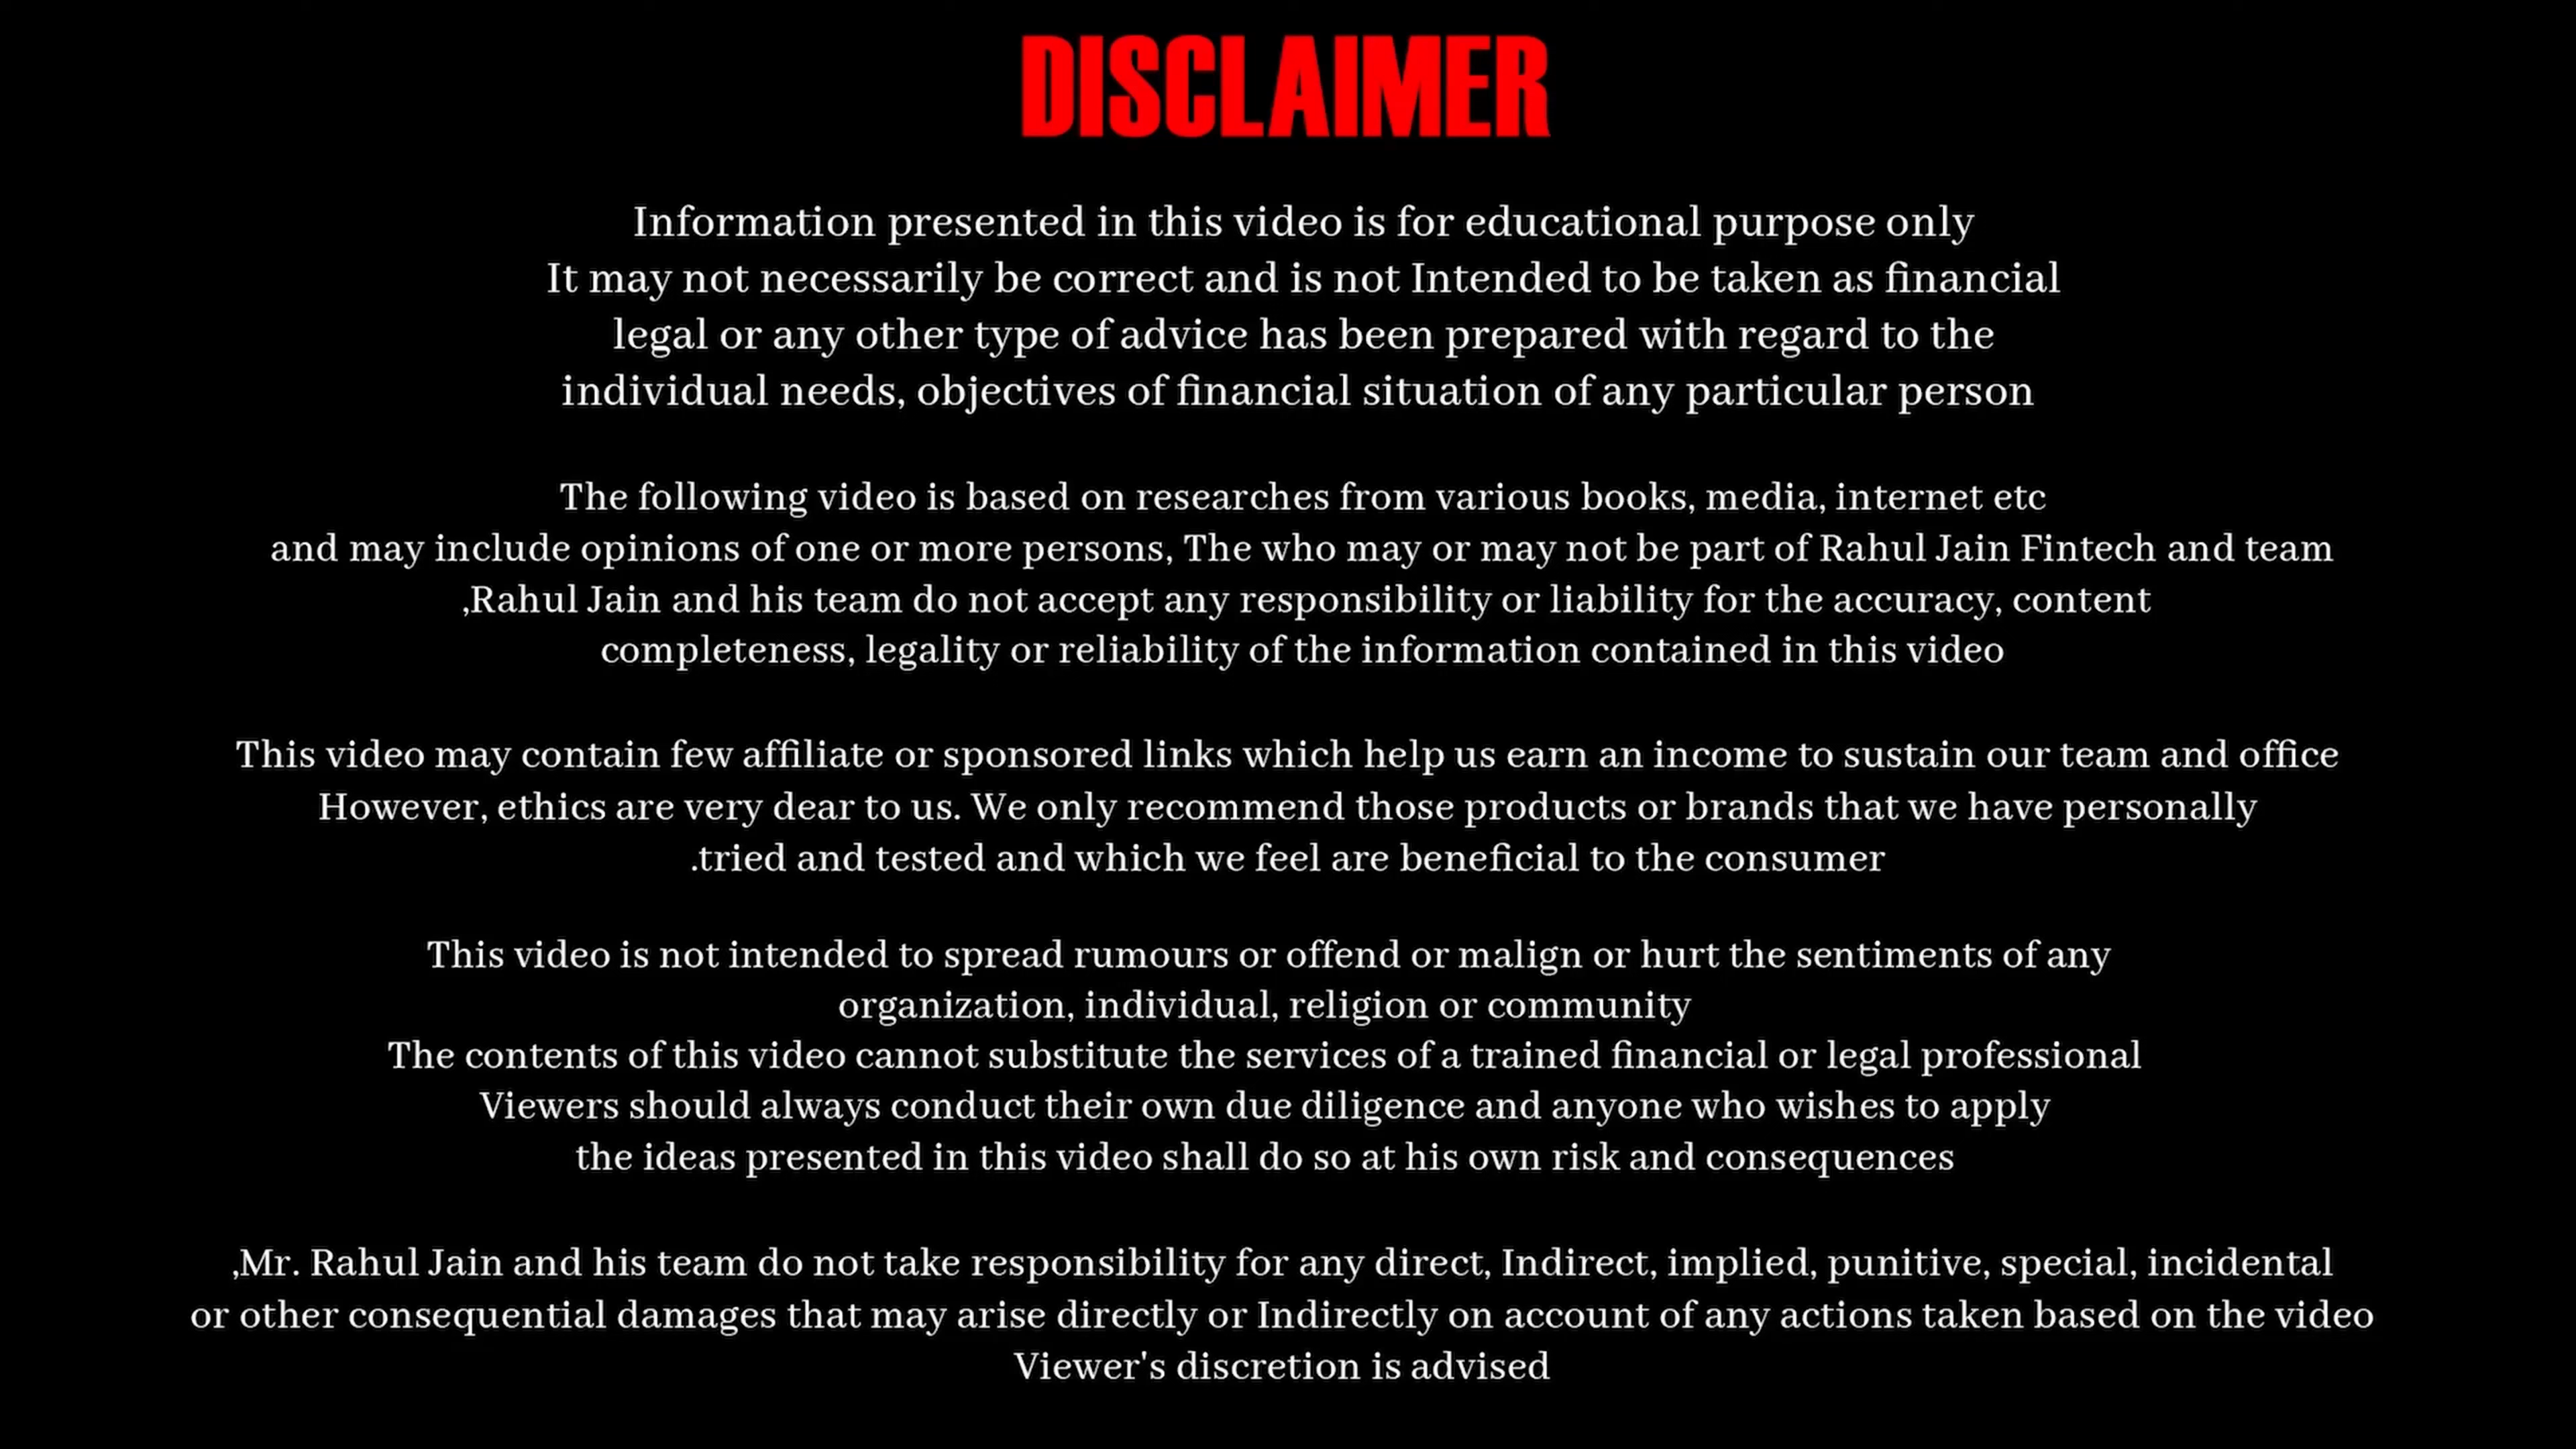 DISCLAIMER
Information presented in this video is for educational purpose only
It may not necessarily be correct and is not Intended to be taken as financial
legal or any other type of advice has been prepared with regard to the
individual needs, objectives of financial situation of any particular person
The following video is based on researches from various books, media, internet etc
and may include opinions of one or more persons, The who may or may not be part of Rahul Jain Fintech and team
,Rahul Jain and his team do not accept any responsibility or liability for the accuracy, content
completeness, legality or reliability of the information contained in this video
This video may contain few affiliate or sponsored links which help us earn an income to sustain our team and office
However, ethics are very dear to us. We only recommend those products or brands that we have personally
.tried and tested and which we feel are beneficial to the consumer
This video is not intended to spread rumours or offend or malign or hurt the sentiments of any
organization, individual, religion or community
The contents of this video cannot substitute the services of a trained financial or legal professional
Viewers should always conduct their own due diligence and anyone who wishes to apply
the ideas presented in this video shall do so at his own risk and consequences
,Mr. Rahul Jain and his team do not take responsibility for any direct, Indirect, implied, punitive, special, incidental
or other consequential damages that may arise directly or Indirectly on account of any actions taken based on the video
Viewer's discretion is advised